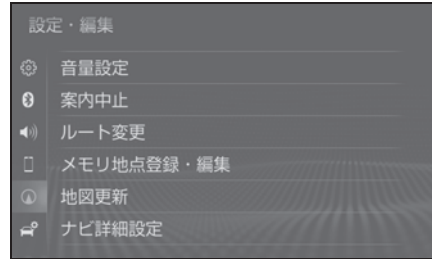 設定・編集
音量設定
案内中止
ルート変更
メモリ地点登録・編集
地図更新
ナビ詳細設定